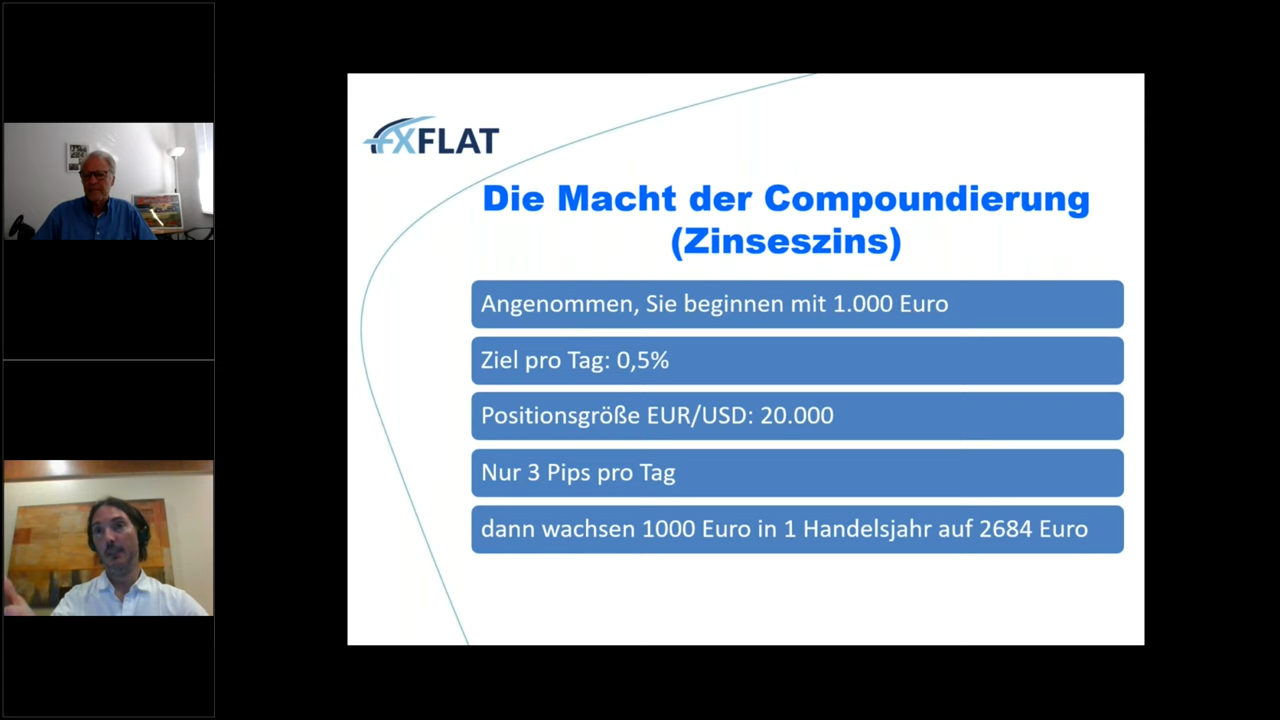 FXFLAT
Die Macht der Compoundierung
(Zinseszins)
Angenommen, Sie beginnen mit 1.000 Euro
Ziel pro Tag: 0,5%
Positionsgröße EUR/USD: 20.000
Nur 3 Pips pro Tag
dann wachsen 1000 Euro in 1 Handelsjahr auf 2684 Euro